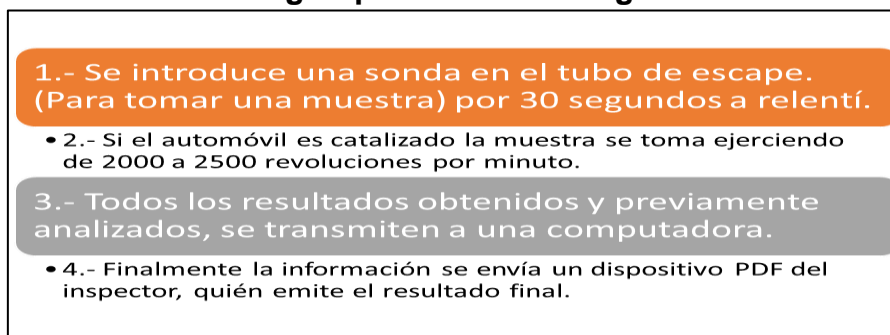 1.- Se introduce una sonda en el tubo de escape.
(Para tomar una muestra) por 30 segundos a relentí.
• 2.- Si el automóvil es catalizado la muestra se toma ejerciendo
de 2000 a 2500 revoluciones por minuto.
3.- Todos los resultados obtenidos y previamente
analizados, se transmiten a una computadora.
• 4.- Finalmente la información se envía un dispositivo PDF del
inspector, quién emite el resultado final.